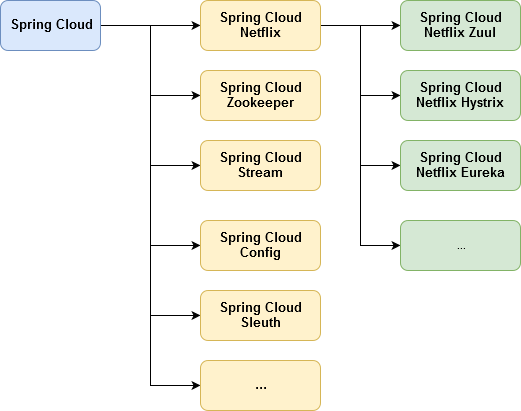 Spring Cloud
Spring Cloud
Netflix
Spring Cloud
Netflix Zuul
Spring Cloud
Zookeeper
Spring Cloud
Netflix Hystrix
Spring Cloud
Stream
Spring Cloud
Netflix Eureka
Spring Cloud
Config
...
Spring Cloud
Sleuth
...